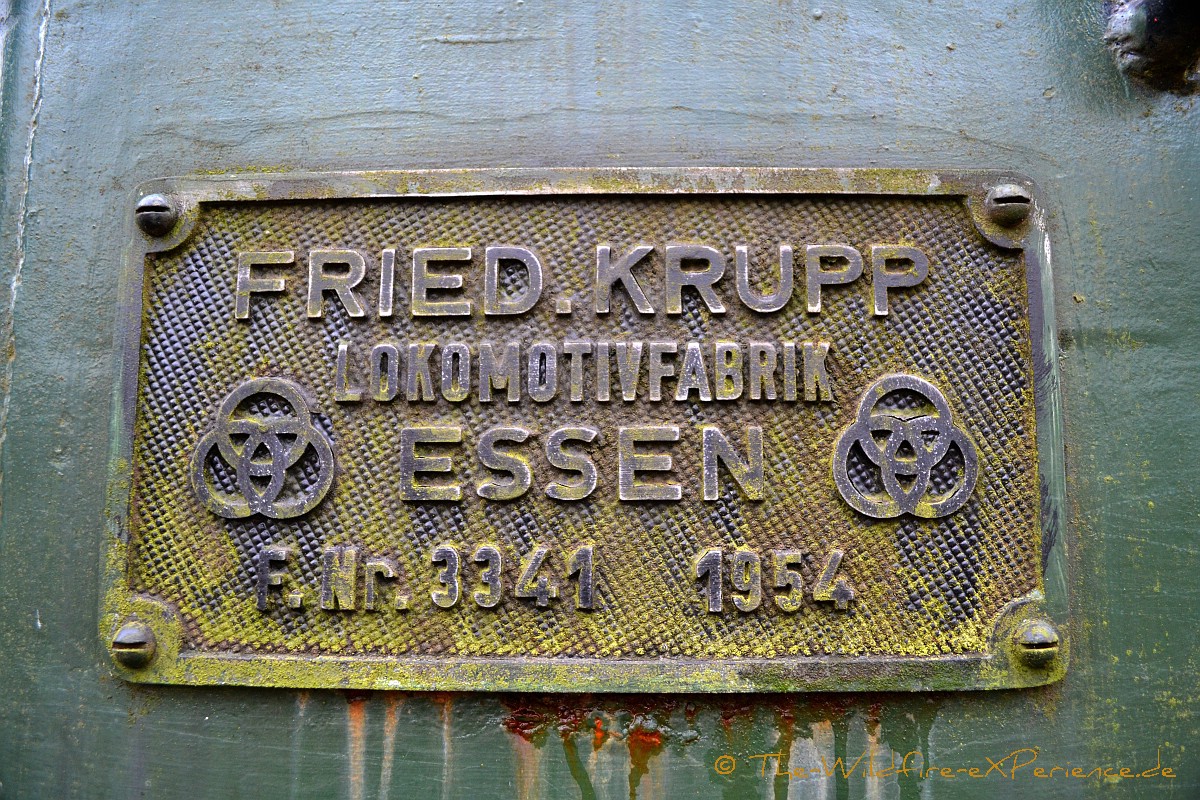 FRIED. KRUPP
LOKOMOTIVFABRIK
ESSEN
F. Nr. 3341 1954
© The-Wildfire-eXPerience.de